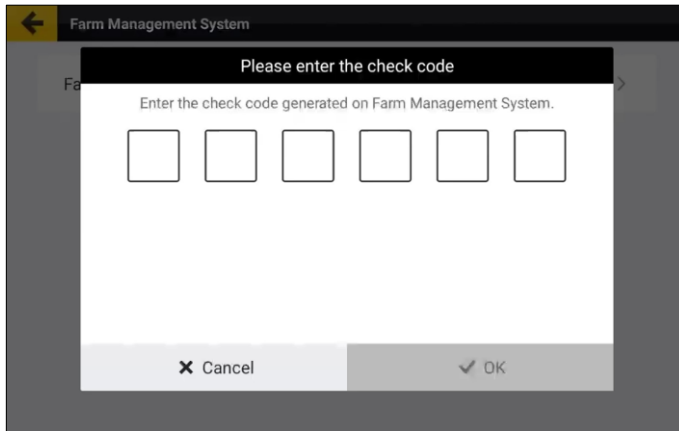 Farm Management System
Please enter the check code
Fa
Enter the check code generated on Farm Management System.
Cancel
OK